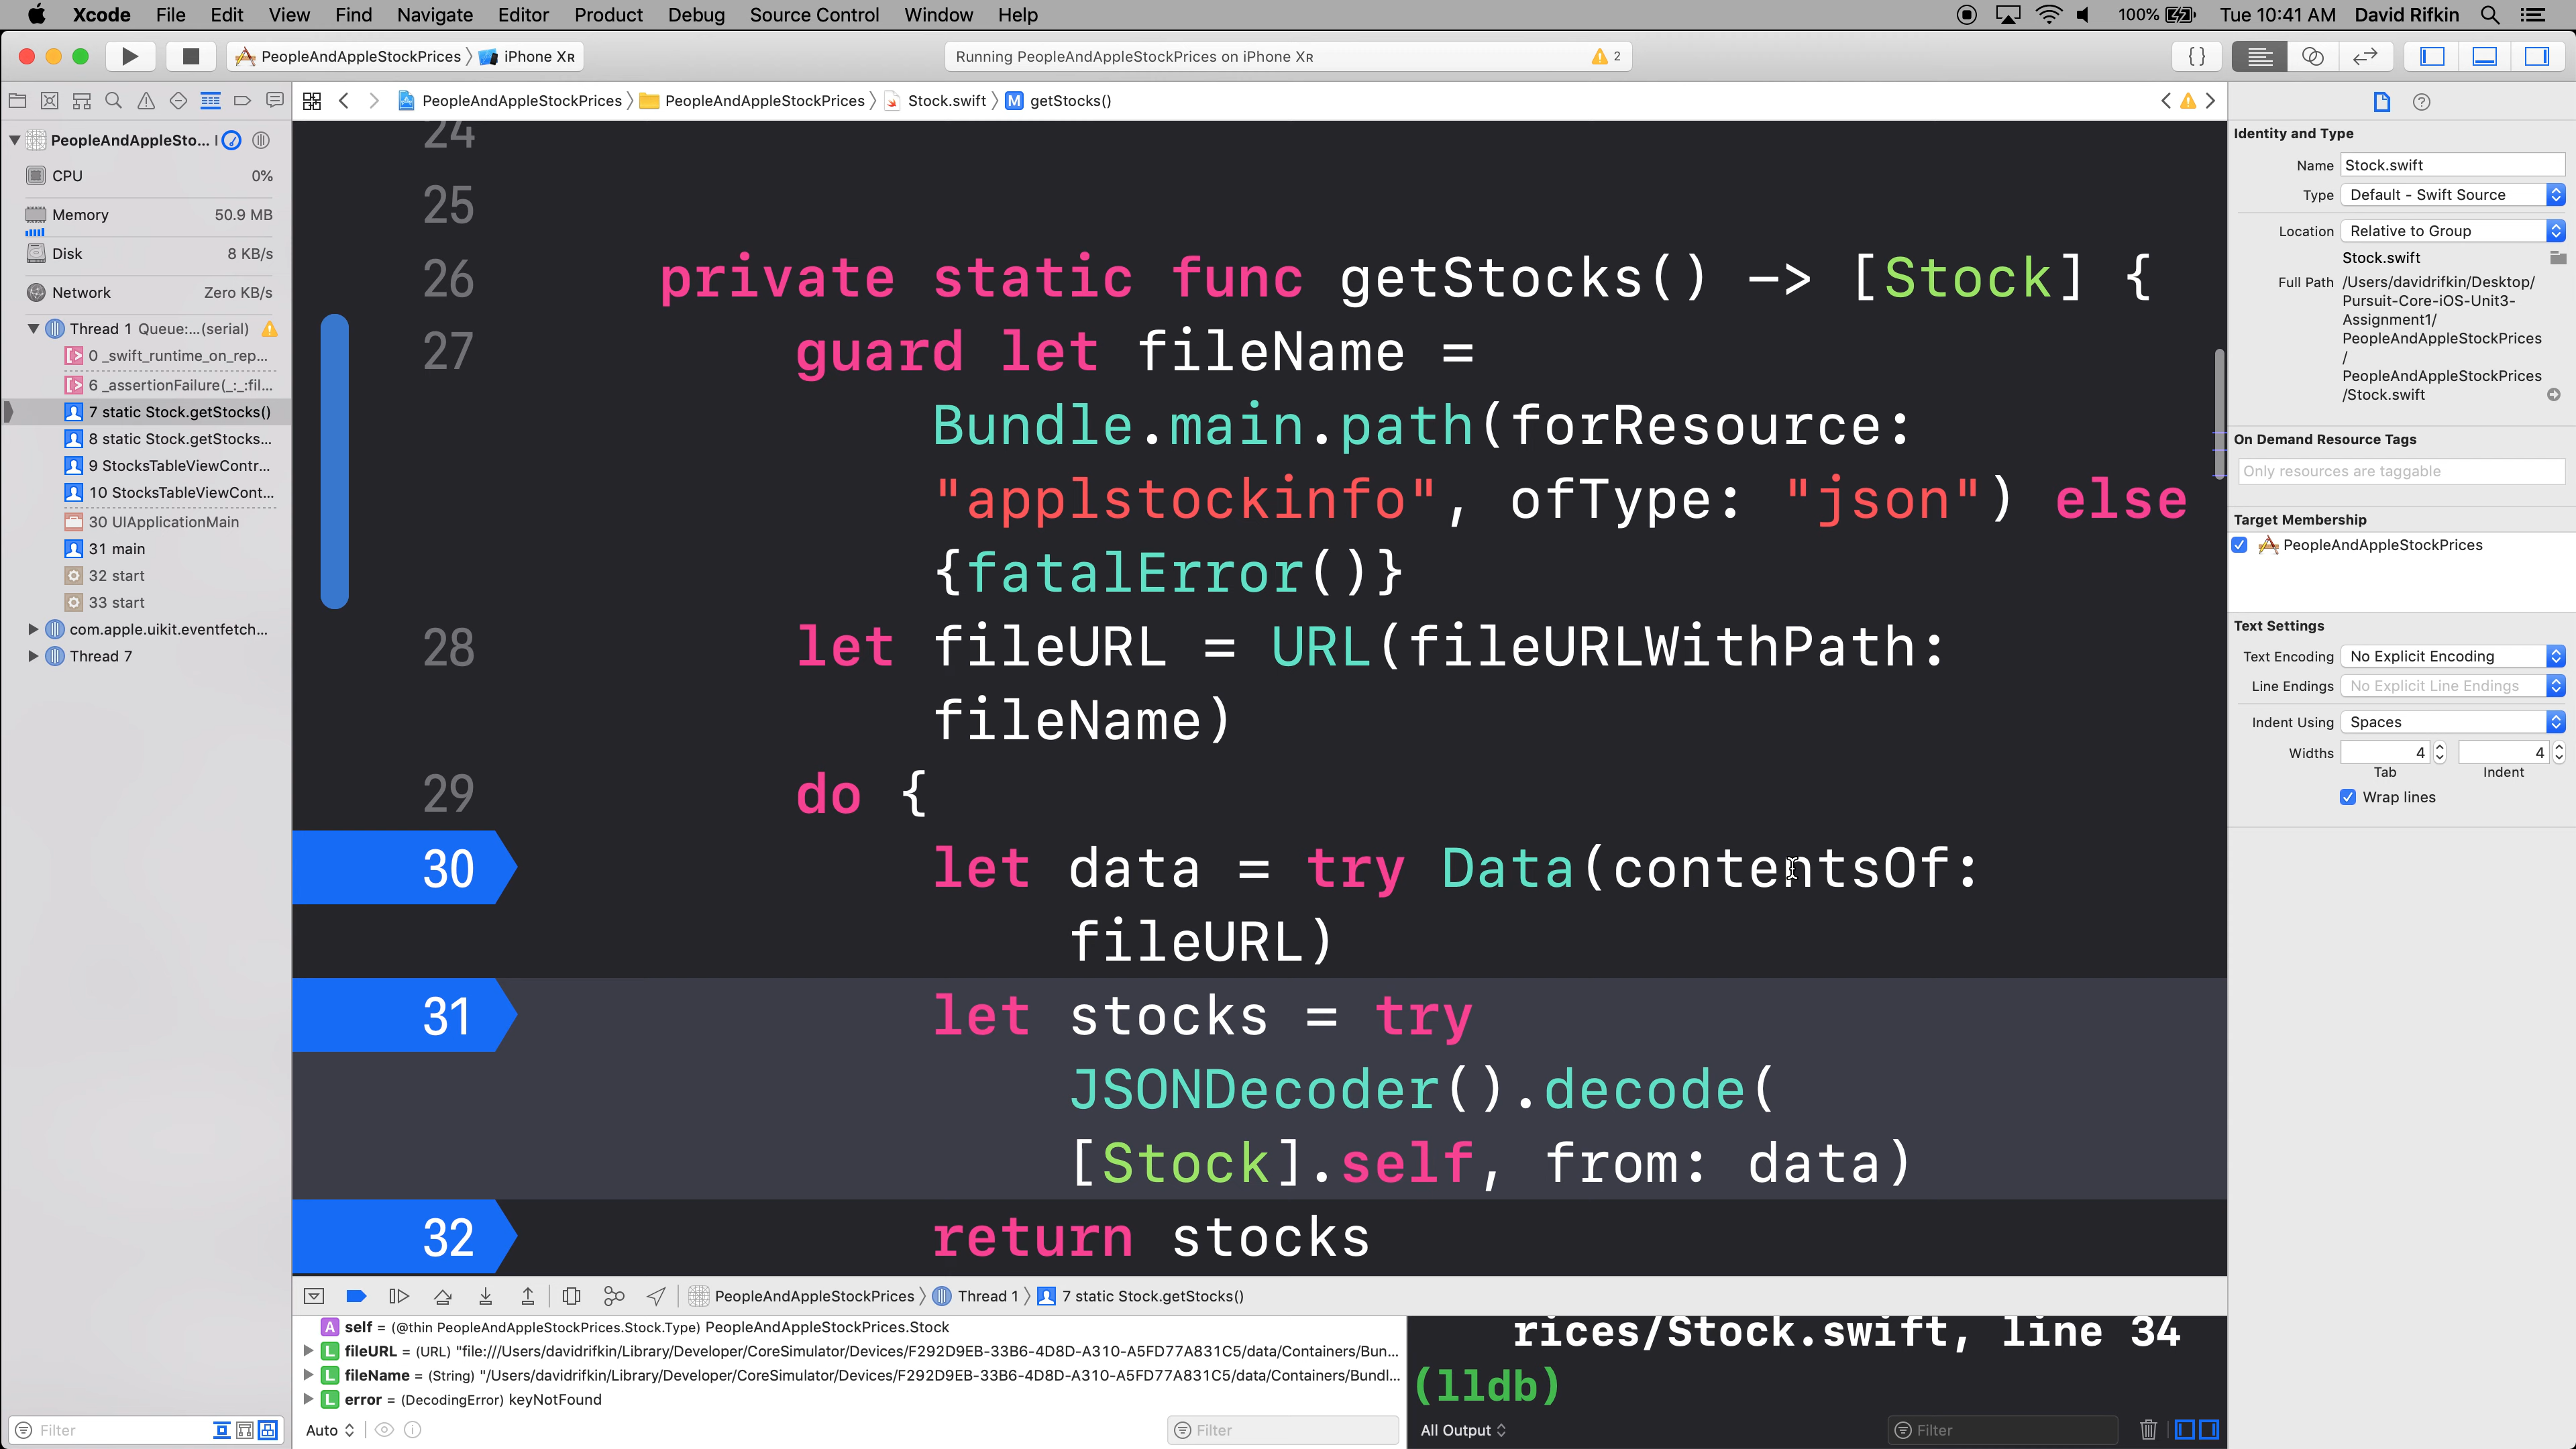 Xcode File Edit View Find Navigate Editor Product Debug Source Control Window Help 100% Tue 10:41 AM David Rifkin
PeopleAndAppleStockPrices iPhone XR Running PeopleAndAppleStockPrices on iPhone XR 2
PeopleAndAppleStockPrices PeopleAndAppleStockPrices Stock.swift M getStocks()
PeopleAndAppleSto...
CPU 0%
Memory 50.9 MB
Disk 8 KB/s
Network Zero KB/s
Thread 1 Queue:...(serial)
0 _swift_runtime_on_rep...
6 _assertionFailure(_:_:fil...
7 static Stock.getStocks()
8 static Stock.getStocks...
9 StocksTableViewContr...
10 StocksTableViewCont...
30 UIApplicationMain
31 main
32 start
33 start
com.apple.uikit.eventfetch...
Thread 7
Filter
24
25
26 private static func getStocks() -> [Stock] {
27 guard let fileName =
Bundle.main.path(forResource:
"applstockinfo", ofType: "json") else
{fatalError()}
28 let fileURL = URL(fileURLWithPath:
fileName)
29 do {
30 let data = try Data(contentsOf:
fileURL)
31 let stocks = try
JSONDecoder().decode(
[Stock].self, from: data)
32 return stocks
PeopleAndAppleStockPrices Thread 1 7 static Stock.getStocks()
A self = (@thin PeopleAndAppleStockPrices.Stock.Type) PeopleAndAppleStockPrices.Stock
L fileURL = (URL) "file:///Users/davidrifkin/Library/Developer/CoreSimulator/Devices/F292D9EB-33B6-4D8D-A310-A5FD77A831C5/data/Containers/Bun...
L fileName = (String) "/Users/davidrifkin/Library/Developer/CoreSimulator/Devices/F292D9EB-33B6-4D8D-A310-A5FD77A831C5/data/Containers/Bundl...
L error = (DecodingError) keyNotFound
Auto Filter
rices/Stock.swift, line 34
(lldb)
All Output Filter
Identity and Type
Name Stock.swift
Type Default - Swift Source
Location Relative to Group
Stock.swift
Full Path /Users/davidrifkin/Desktop/
Pursuit-Core-iOS-Unit3-
Assignment1/
PeopleAndAppleStockPrices
/
PeopleAndAppleStockPrices
/Stock.swift
On Demand Resource Tags
Only resources are taggable
Target Membership
PeopleAndAppleStockPrices
Text Settings
Text Encoding No Explicit Encoding
Line Endings No Explicit Line Endings
Indent Using Spaces
Widths 4 4
Tab Indent
Wrap lines